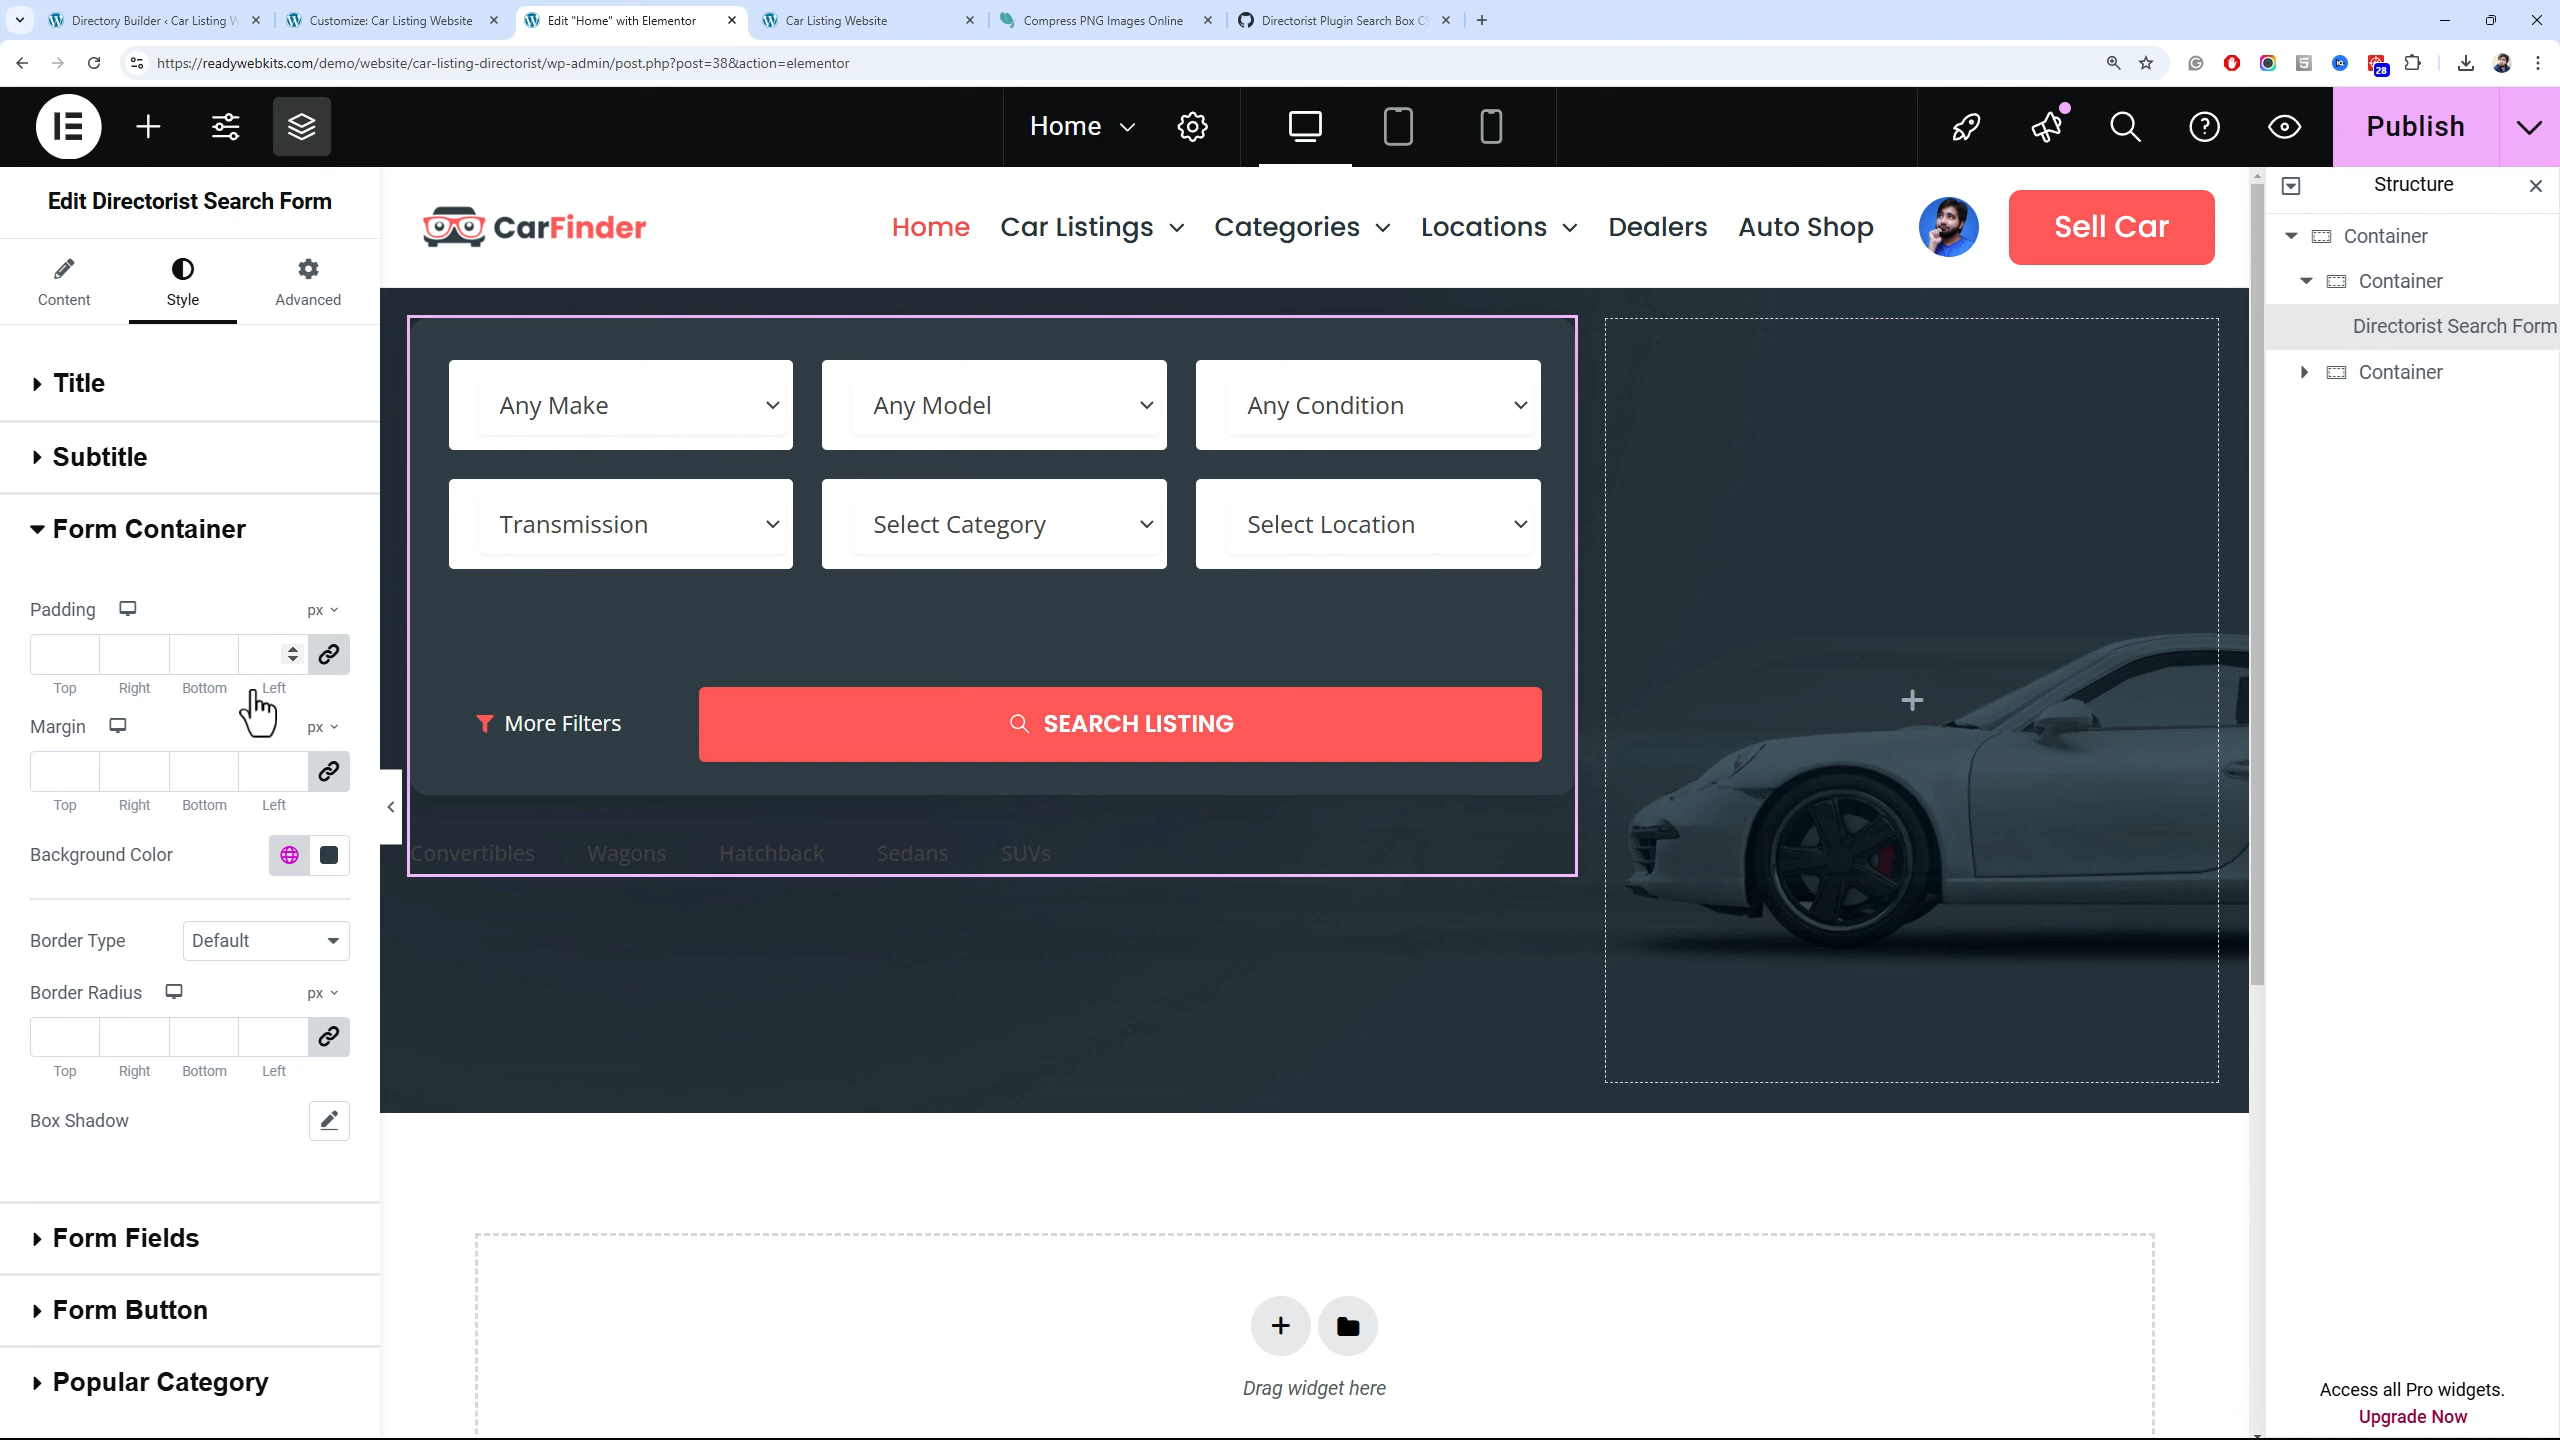 Directory Builder ‹ Car Listing W
Customize: Car Listing Website
Edit "Home" with Elementor
Car Listing Website
Compress PNG Images Online
Directorist Plugin Search Box CS
https://readywebkits.com/demo/website/car-listing-directorist/wp-admin/post.php?post=38&action=elementor
28
Home
Publish
Edit Directorist Search Form
Content
Style
Advanced
Title
Subtitle
Form Container
Padding
px
Top
Right
Bottom
Left
Margin
px
Top
Right
Bottom
Left
Background Color
Border Type
Default
Border Radius
px
Top
Right
Bottom
Left
Box Shadow
Form Fields
Form Button
Popular Category
CarFinder
Home
Car Listings
Categories
Locations
Dealers
Auto Shop
Sell Car
Any Make
Any Model
Any Condition
Transmission
Select Category
Select Location
More Filters
SEARCH LISTING
Convertibles
Wagons
Hatchback
Sedans
SUVs
Drag widget here
Structure
Container
Container
Directorist Search Form
Container
Access all Pro widgets.
Upgrade Now